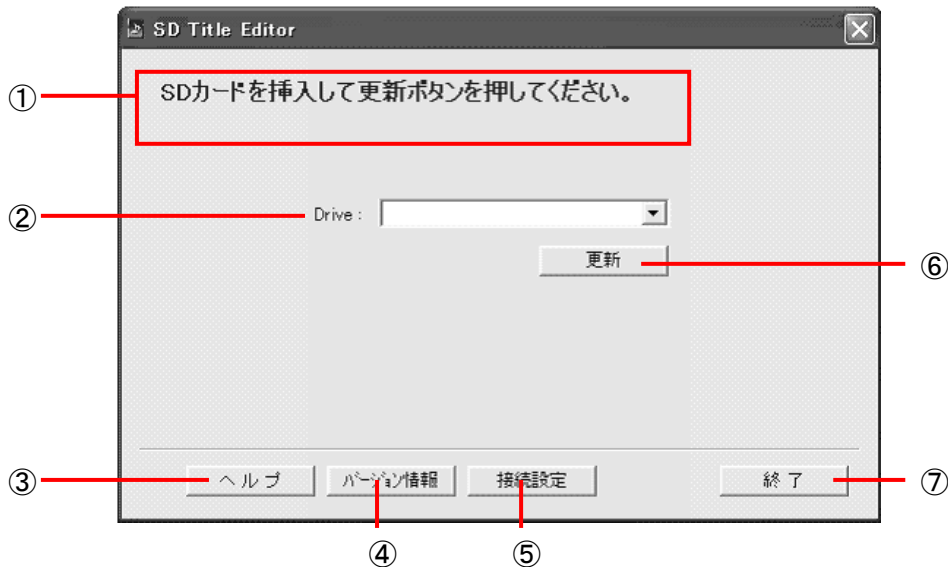 SD Title Editor
① SDカードを挿入して更新ボタンを押してください。
② Drive :
更新 ⑥
③ ヘルプ バージョン情報 接続設定 終了 ⑦
④ ⑤